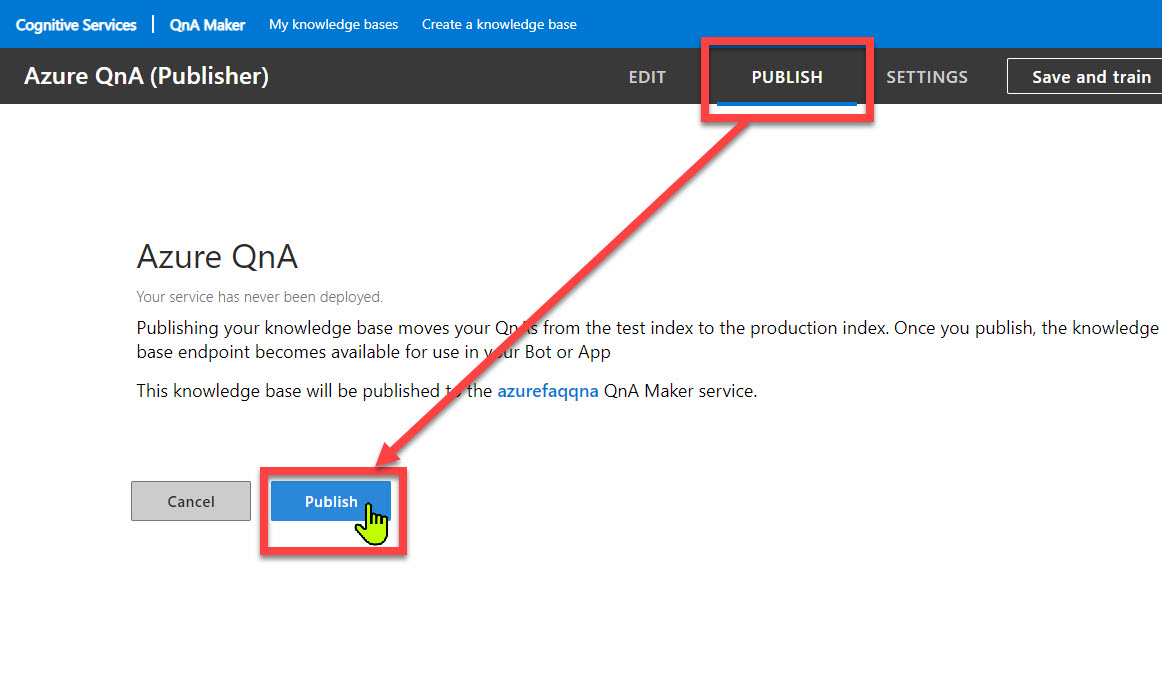 Cognitive Services | QnA Maker My knowledge bases Create a knowledge base
Azure QnA (Publisher) EDIT PUBLISH SETTINGS Save and train
Azure QnA
Your service has never been deployed.
Publishing your knowledge base moves your QnAs from the test index to the production index. Once you publish, the knowledge
base endpoint becomes available for use in your Bot or App
This knowledge base will be published to the azurefaqqna QnA Maker service.
Cancel Publish